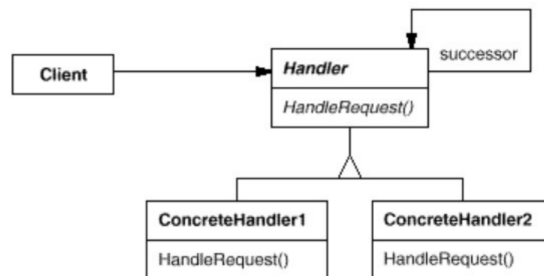 successor
Client
Handler
HandleRequest()
ConcreteHandler1
ConcreteHandler2
HandleRequest()
HandleRequest()